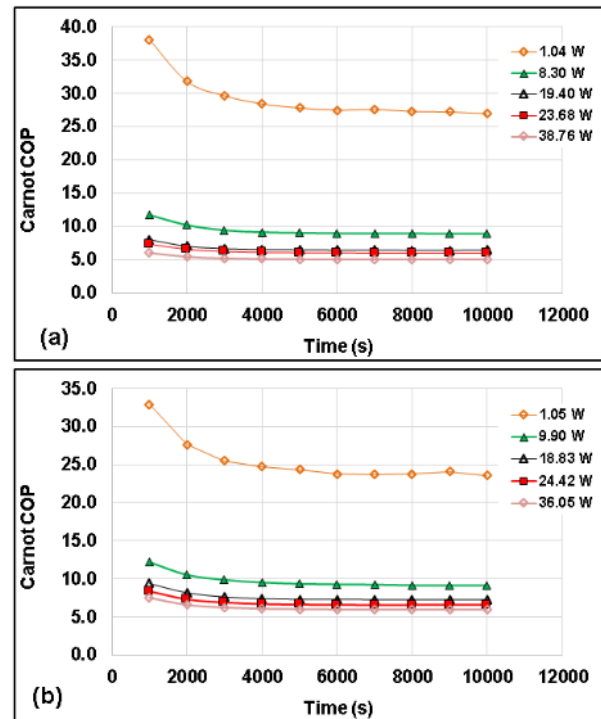 40.0
35.0
30.0
25.0
20.0
15.0
10.0
5.0
0.0
Carnot COP
1.04 W
8.30 W
19.40 W
23.68 W
38.76 W
0 2000 4000 6000 8000 10000 12000
(a)
Time (s)
35.0
30.0
25.0
20.0
15.0
10.0
5.0
0.0
Carnot COP
1.05 W
9.90 W
18.83 W
24.42 W
36.05 W
0 2000 4000 6000 8000 10000 12000
(b)
Time (s)